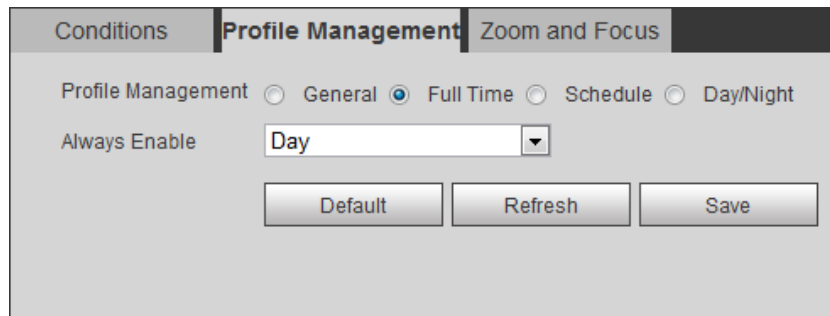 Conditions Profile Management Zoom and Focus
Profile Management General Full Time Schedule Day/Night
Always Enable Day
Default Refresh Save